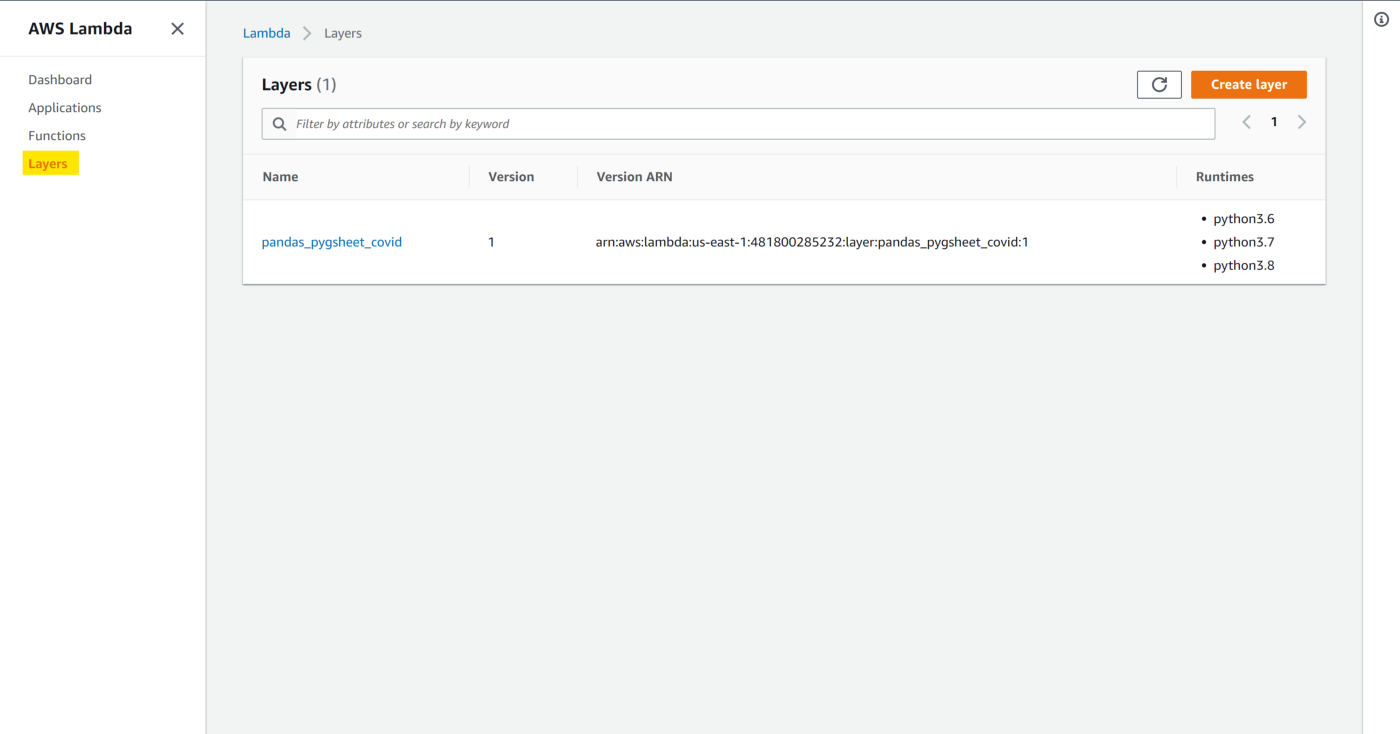 AWS Lambda
Dashboard
Applications
Functions
Layers
Lambda > Layers
Layers (1)
Create layer
Filter by attributes or search by keyword
1
Name Version Version ARN Runtimes
pandas_pygsheet_covid 1 arn:aws:lambda:us-east-1:481800285232:layer:pandas_pygsheet_covid:1
• python3.6
• python3.7
• python3.8